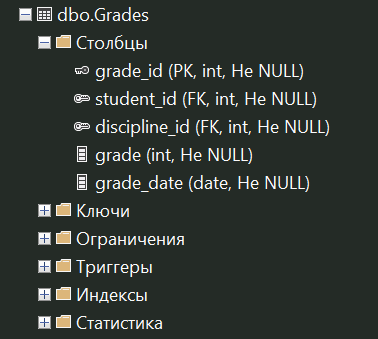 dbo.Grades
Столбцы
grade_id (PK, int, Не NULL)
student_id (FK, int, Не NULL)
discipline_id (FK, int, Не NULL)
grade (int, Не NULL)
grade_date (date, Не NULL)
Ключи
Ограничения
Триггеры
Индексы
Статистика